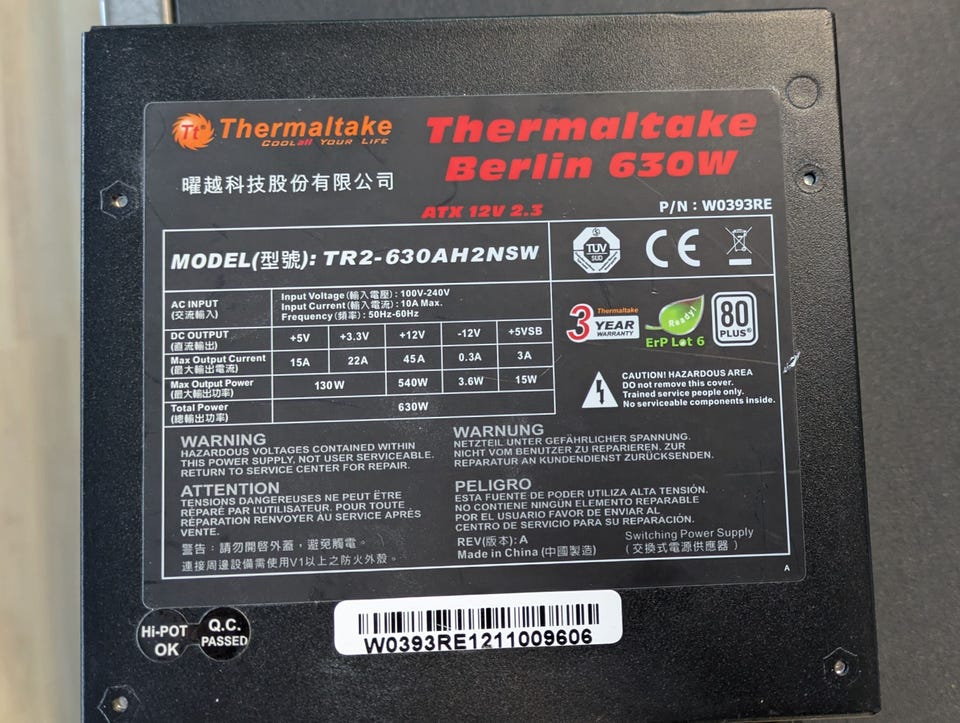 Thermaltake
COOLall YOUR LIFE
曜越科技股份有限公司
Thermaltake
Berlin 630W
ATX 12V 2.3
P/N : W0393RE
MODEL(型號): TR2-630AH2NSW
TÜV
SÜD
CE
AC INPUT
(交流輸入)
Input Voltage (輸入電壓) : 100V-240V
Input Current (輸入電流) : 10A Max.
Frequency (頻率) : 50Hz-60Hz
DC OUTPUT
(直流輸出)
+5V +3.3V +12V -12V +5VSB
Max Output Current
(最大輸出電流)
15A 22A 45A 0.3A 3A
Max Output Power
(最大輸出功率)
130W 540W 3.6W 15W
Total Power
(總輸出功率)
630W
Thermaltake
3 YEAR
WARRANTY
Ready!
ErP Lot 6
80
PLUS®
CAUTION! HAZARDOUS AREA
DO not remove this cover.
Trained service people only.
No serviceable components inside.
WARNING
HAZARDOUS VOLTAGES CONTAINED WITHIN
THIS POWER SUPPLY, NOT USER SERVICEABLE.
RETURN TO SERVICE CENTER FOR REPAIR.
WARNUNG
NETZTEIL UNTER GEFÄHRLICHER SPANNUNG.
NICHT VOM BENUTZER ZU REPARIEREN. ZUR
REPARATUR AN KUNDENDIENST ZURÜCKSENDEN.
ATTENTION
TENSIONS DANGEREUSES NE PEUT ÊTRE
RÉPARÉ PAR L'UTILISATEUR. POUR TOUTE
RÉPARATION RENVOYER AU SERVICE APRÈS
VENTE.
PELIGRO
ESTA FUENTE DE PODER UTILIZA ALTA TENSIÓN.
NO CONTIENE NINGÚN ELEMENTO REPARABLE
POR EL USUARIO FAVOR DE ENVIAR AL
CENTRO DE SERVICIO PARA SU REPARACIÓN.
警告 : 請勿開啓外蓋，避免觸電。
連接周邊設備需使用V1以上之防火外殼。
REV(版本): A
Made in China (中國製造)
Switching Power Supply
(交換式電源供應器)
A
Hi-POT
OK
Q.C.
PASSED
W0393RE1211009606